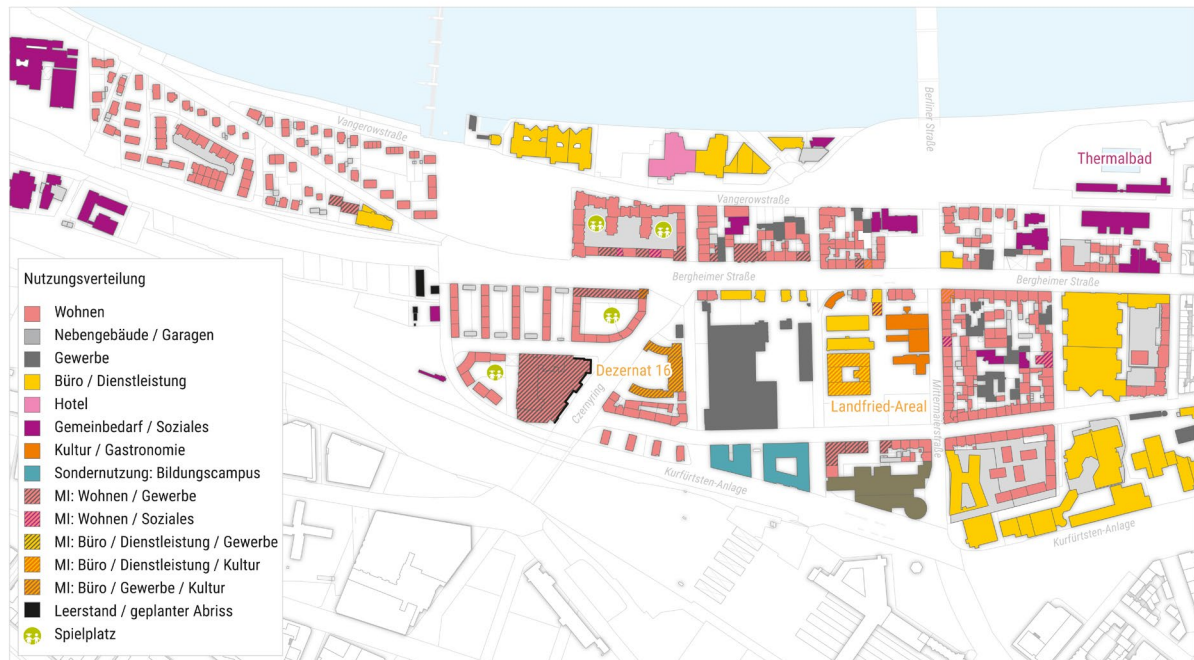 Vangerowstraße
Berliner Straße
Thermalbad
Vangerowstraße
Bergheimer Straße
Bergheimer Straße
Nutzungsverteilung
Wohnen
Nebengebäude / Garagen
Gewerbe
Büro / Dienstleistung
Hotel
Gemeinbedarf / Soziales
Kultur / Gastronomie
Sondernutzung: Bildungscampus
MI: Wohnen / Gewerbe
MI: Wohnen / Soziales
MI: Büro / Dienstleistung / Gewerbe
MI: Büro / Dienstleistung / Kultur
MI: Büro / Gewerbe / Kultur
Leerstand / geplanter Abriss
Spielplatz
Dezernat 16
Czernyring
Landfried-Areal
Mittermaierstraße
Kurfürtsten-Anlage
Kurfürtsten-Anlage